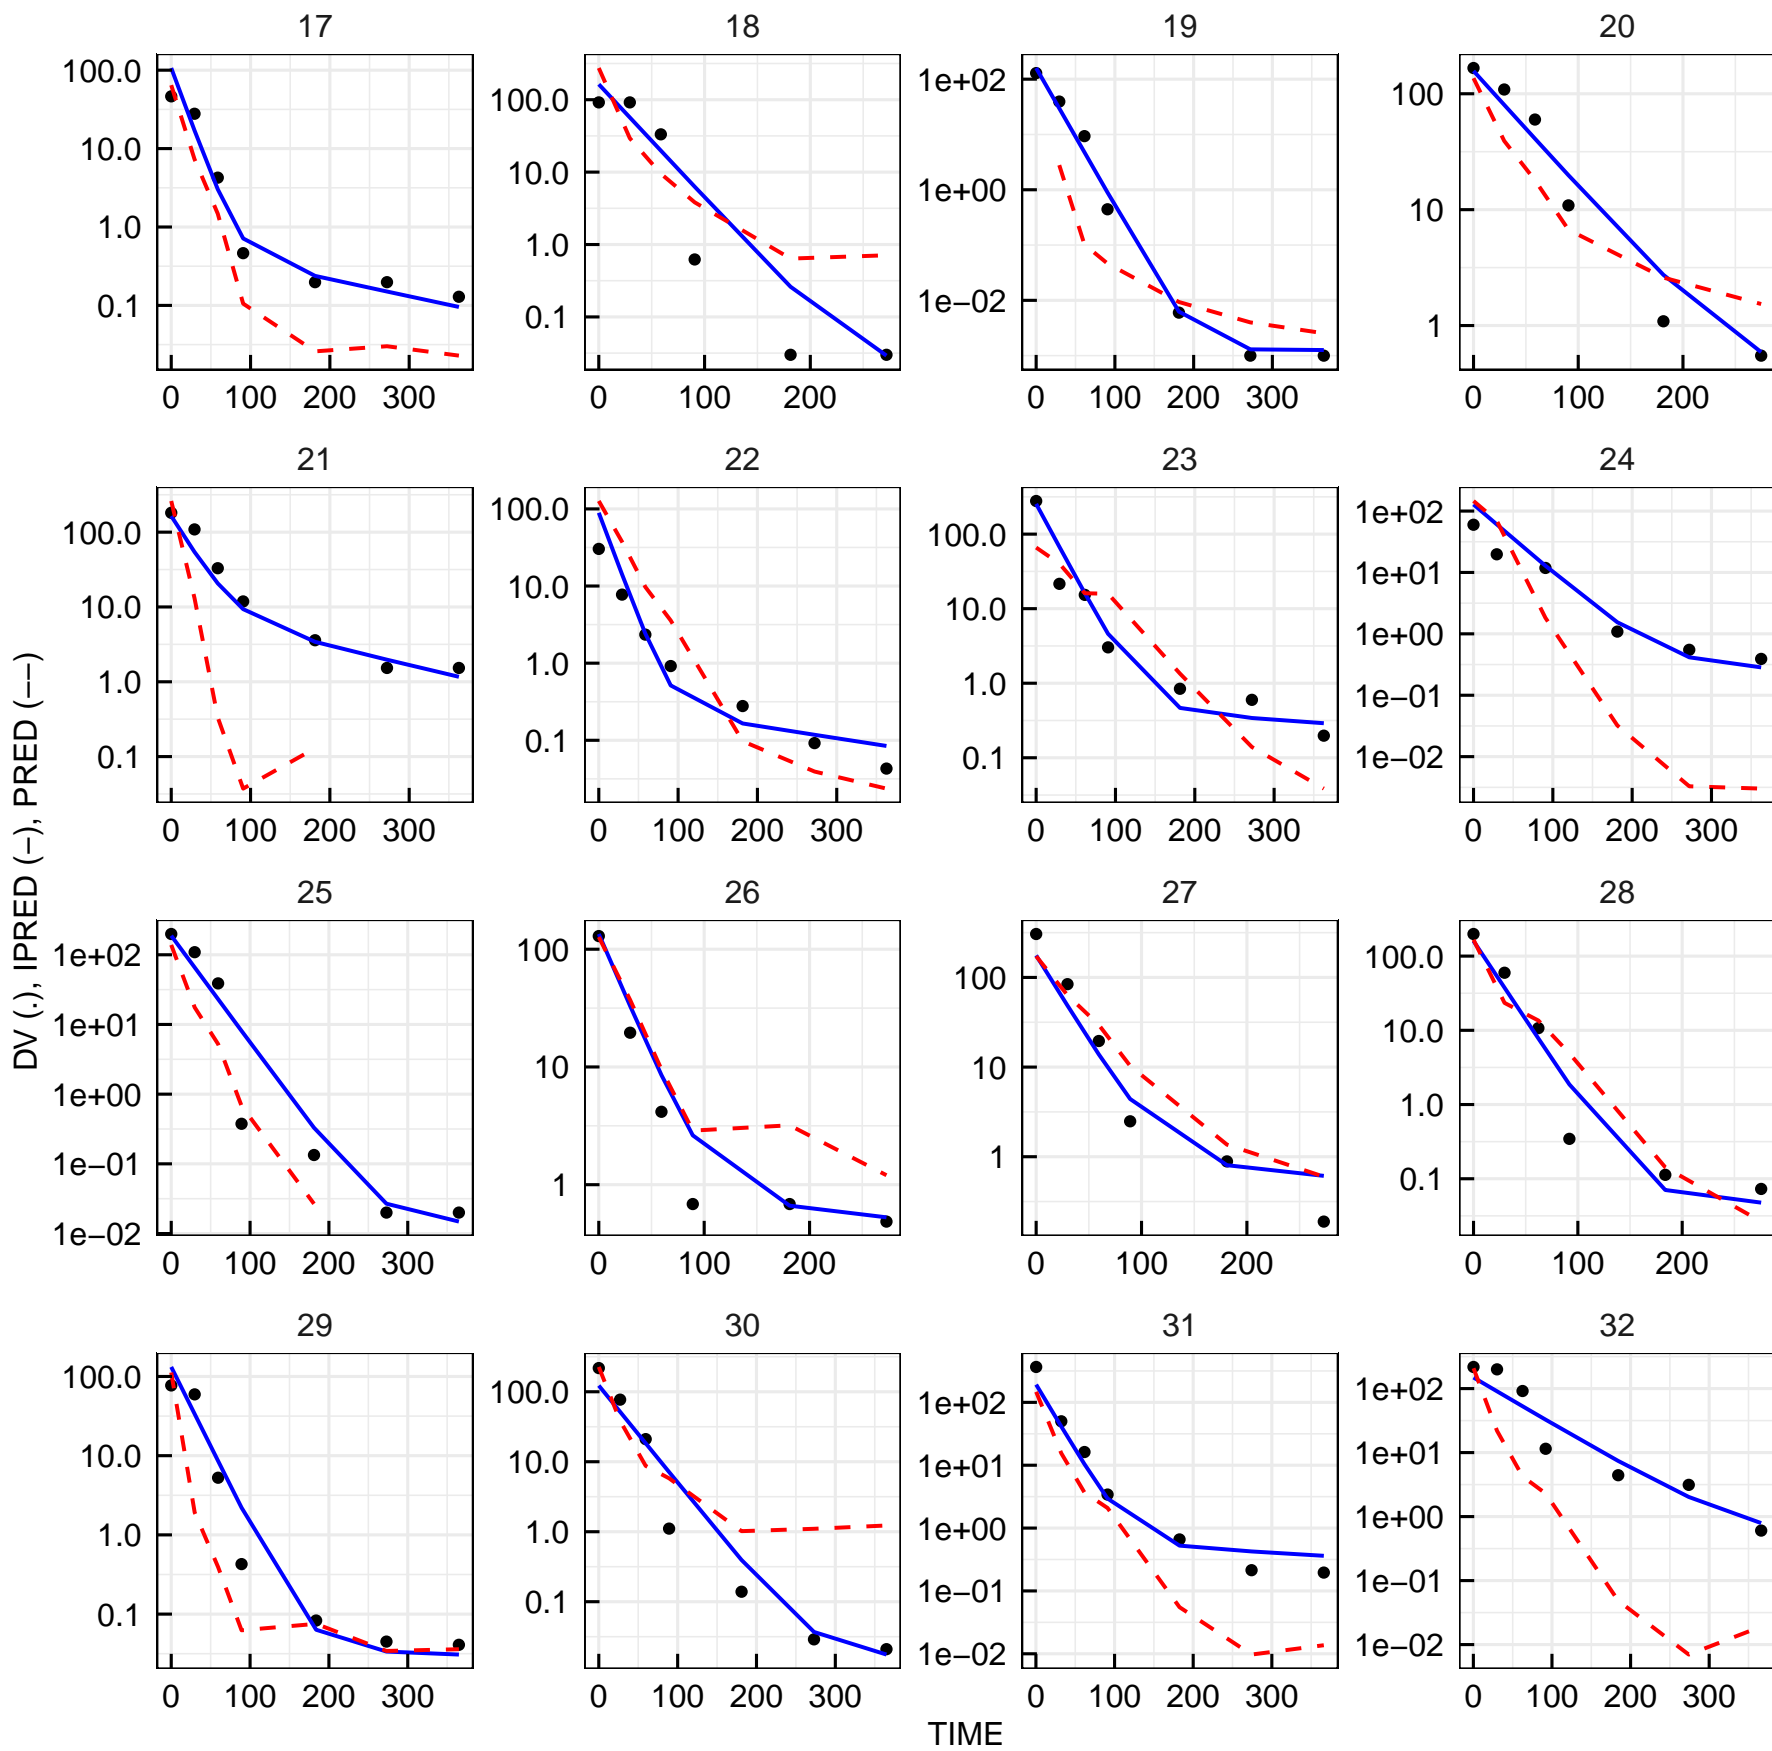 17 18 19 20
100.0 10.0 1.0 0.1
100.0 10.0 1.0 0.1
1e+02 1e+00 1e−02
100 10 1
0 100 200 300 0 100 200 0 100 200 300 0 100 200
21 22 23 24
100.0 10.0 1.0 0.1
100.0 10.0 1.0 0.1
100.0 10.0 1.0 0.1
1e+02 1e+01 1e+00 1e−01 1e−02
0 100 200 300 0 100 200 300 0 100 200 300 0 100 200 300
DV (.), IPRED (−), PRED (−−)
25 26 27 28
1e+02 1e+01 1e+00 1e−01 1e−02
100 10 1
100 10 1
100.0 10.0 1.0 0.1
0 100 200 300 0 100 200 0 100 200 0 100 200
29 30 31 32
100.0 10.0 1.0 0.1
100.0 10.0 1.0 0.1
1e+02 1e+01 1e+00 1e−01 1e−02
1e+02 1e+01 1e+00 1e−01 1e−02
0 100 200 300 0 100 200 300 0 100 200 300 0 100 200 300
TIME